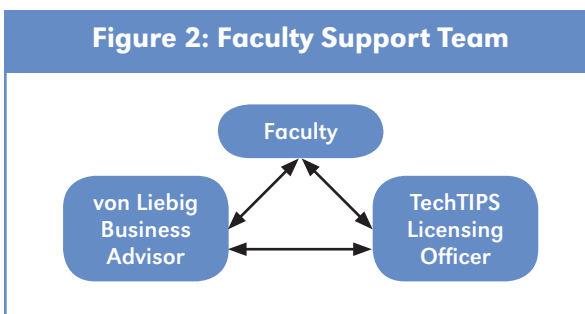 Figure 2: Faculty Support Team
Faculty
von Liebig
Business
Advisor
TechTIPS
Licensing
Officer